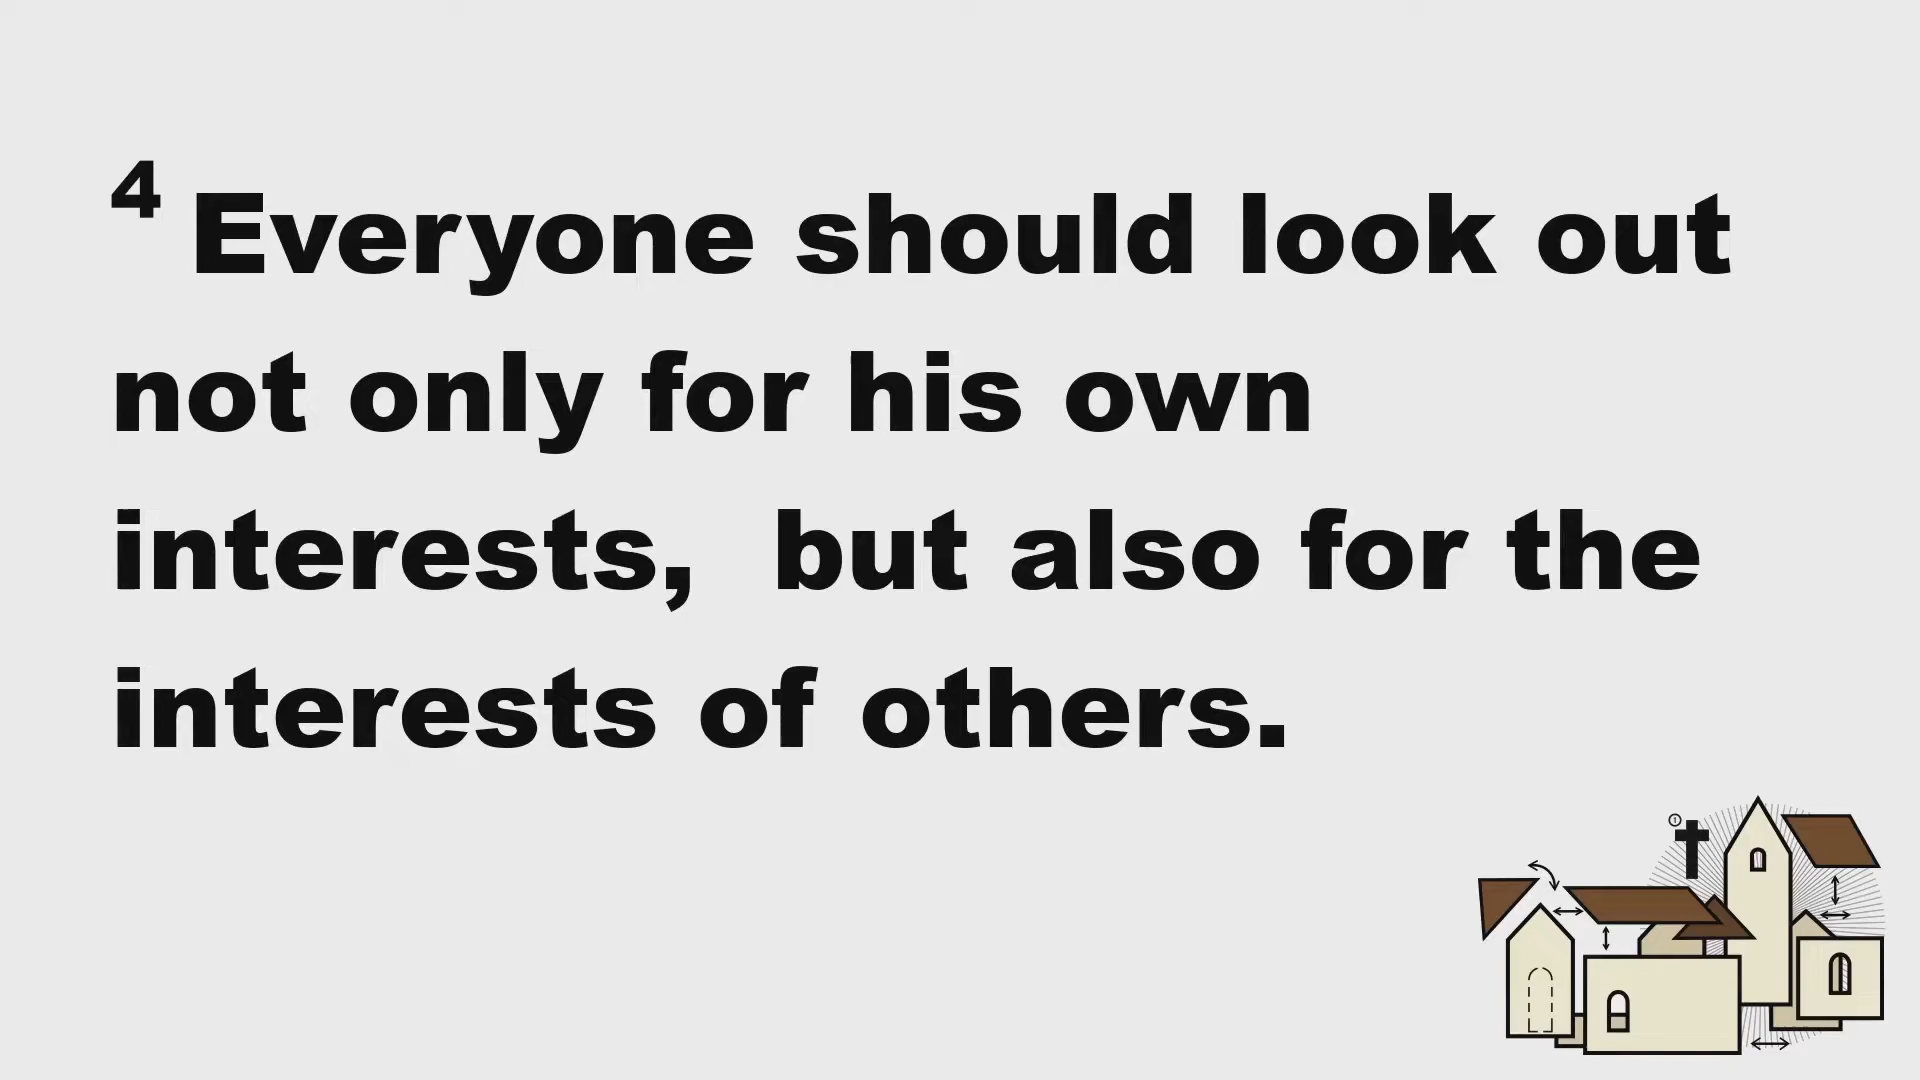 4 Everyone should look out
not only for his own
interests,  but also for the
interests of others.